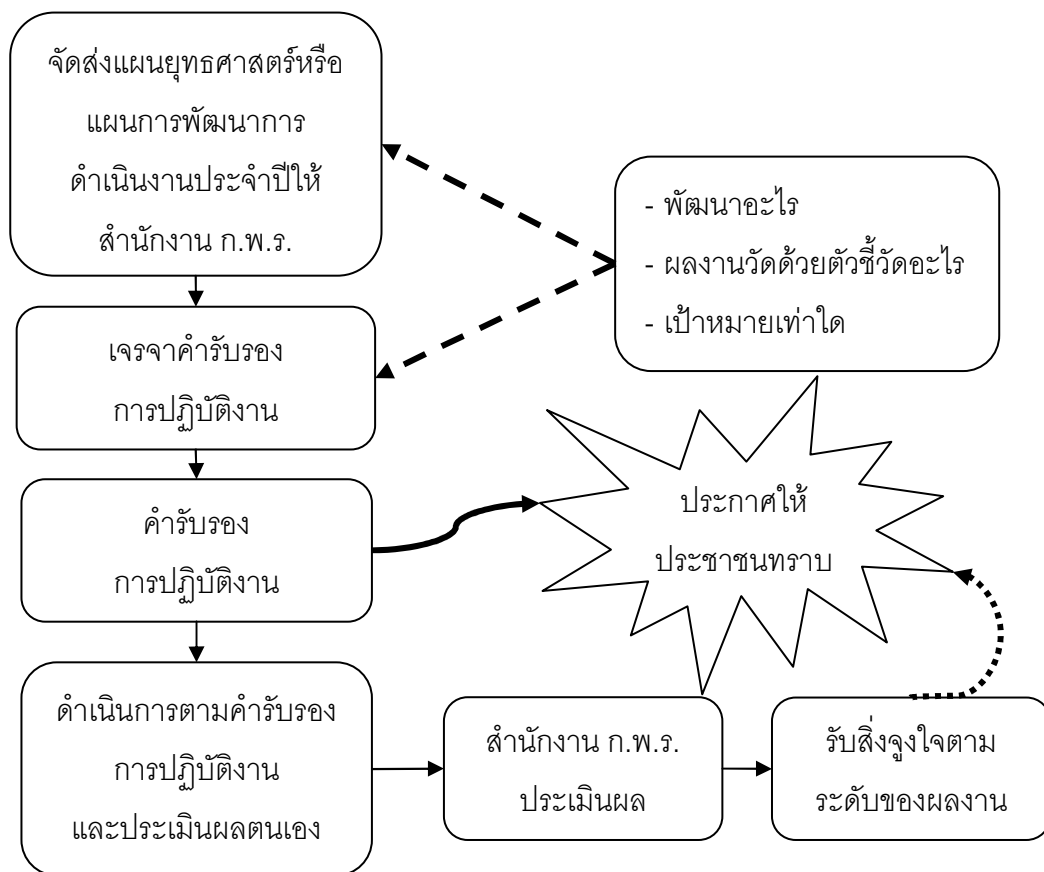 จัดส่งแผนยุทธศาสตร์หรือ
แผนการพัฒนาการ
ดำเนินงานประจำปีให้
สำนักงาน ก.พ.ร.
- พัฒนาอะไร
- ผลงานวัดด้วยตัวชี้วัดอะไร
- เป้าหมายเท่าใด
เจรจาคำรับรอง
การปฏิบัติงาน
คำรับรอง
การปฏิบัติงาน
ประกาศให้
ประชาชนทราบ
ดำเนินการตามคำรับรอง
การปฏิบัติงาน
และประเมินผลตนเอง
สำนักงาน ก.พ.ร.
ประเมินผล
รับสิ่งจูงใจตาม
ระดับของผลงาน